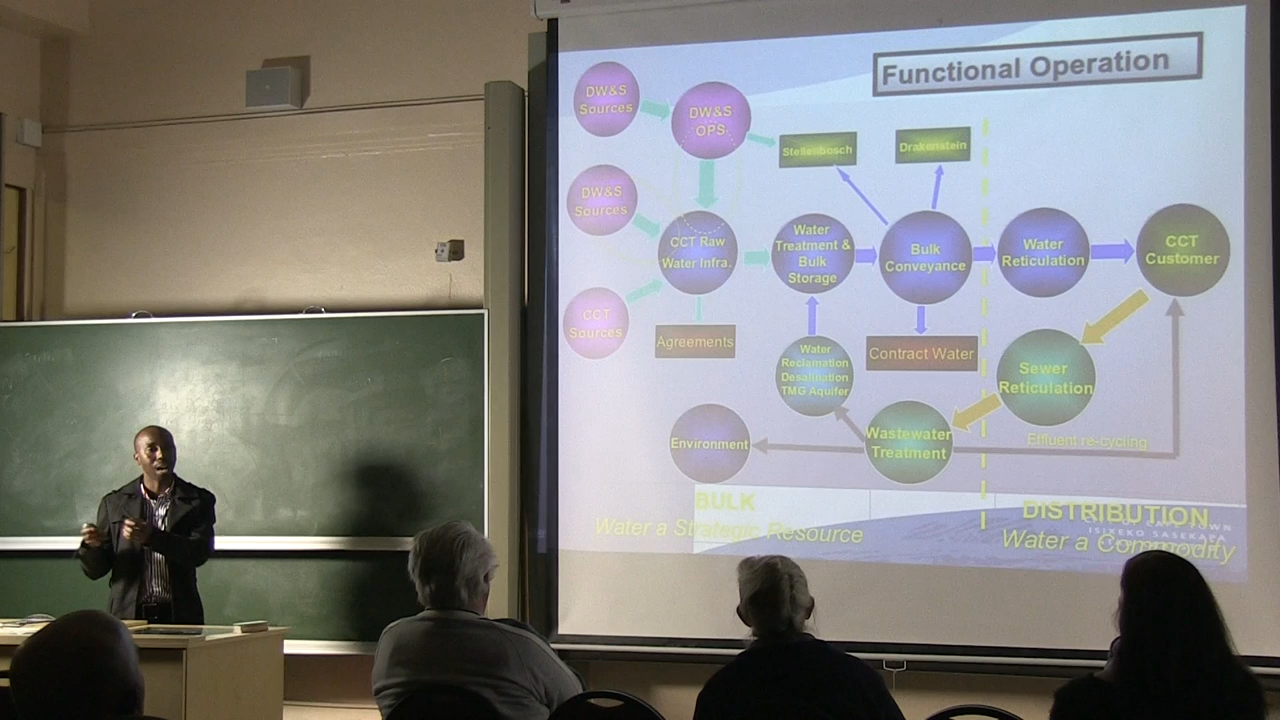 Functional Operation
DW&S
Sources
DW&S
OPS
Stellenbosch
Drakenstein
DW&S
Sources
CCT Raw
Water Infra.
Water
Treatment &
Bulk
Storage
Bulk
Conveyance
Water
Reticulation
CCT
Customer
CCT
Sources
Agreements
Water
Reclamation
Desalination
TMG Aquifer
Contract Water
Sewer
Reticulation
Environment
Wastewater
Treatment
Effluent re-cycling
BULK
Water a Strategic Resource
DISTRIBUTION
ISIXEKO SASEKAPA
Water a Commodity